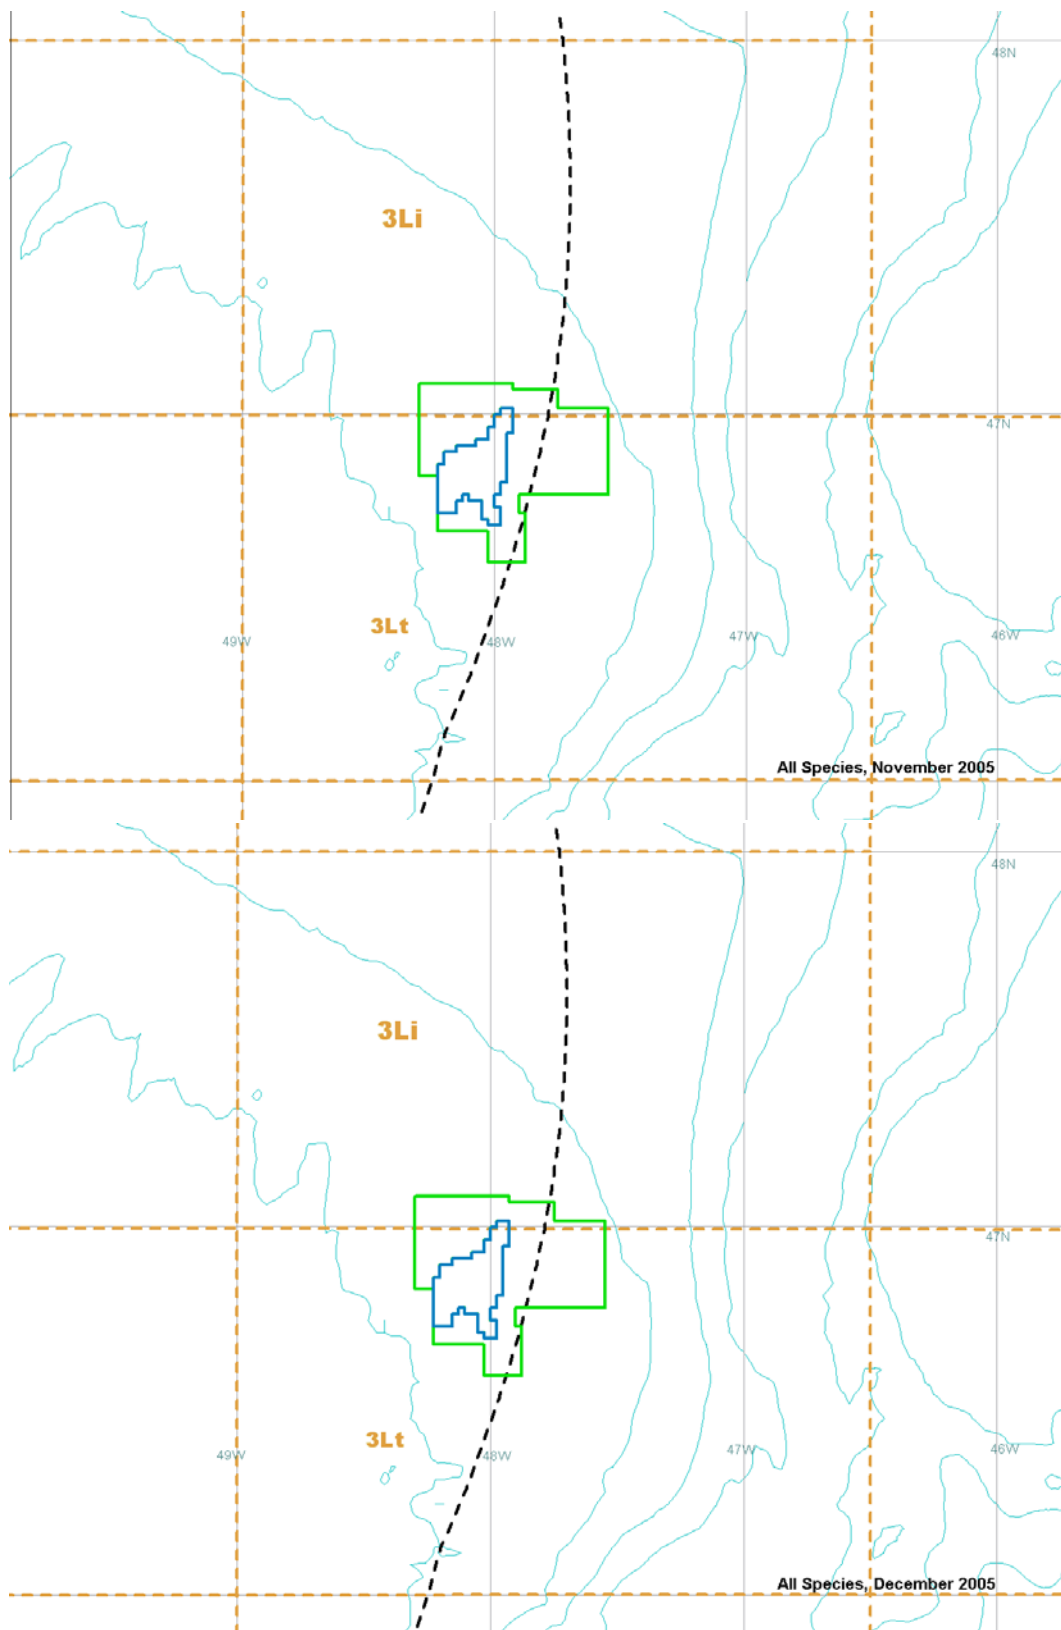 48N
3Li
47N
3Lt
49W
48W
47W
46W
All Species, November 2005
48N
3Li
47N
3Lt
49W
48W
47W
46W
All Species, December 2005